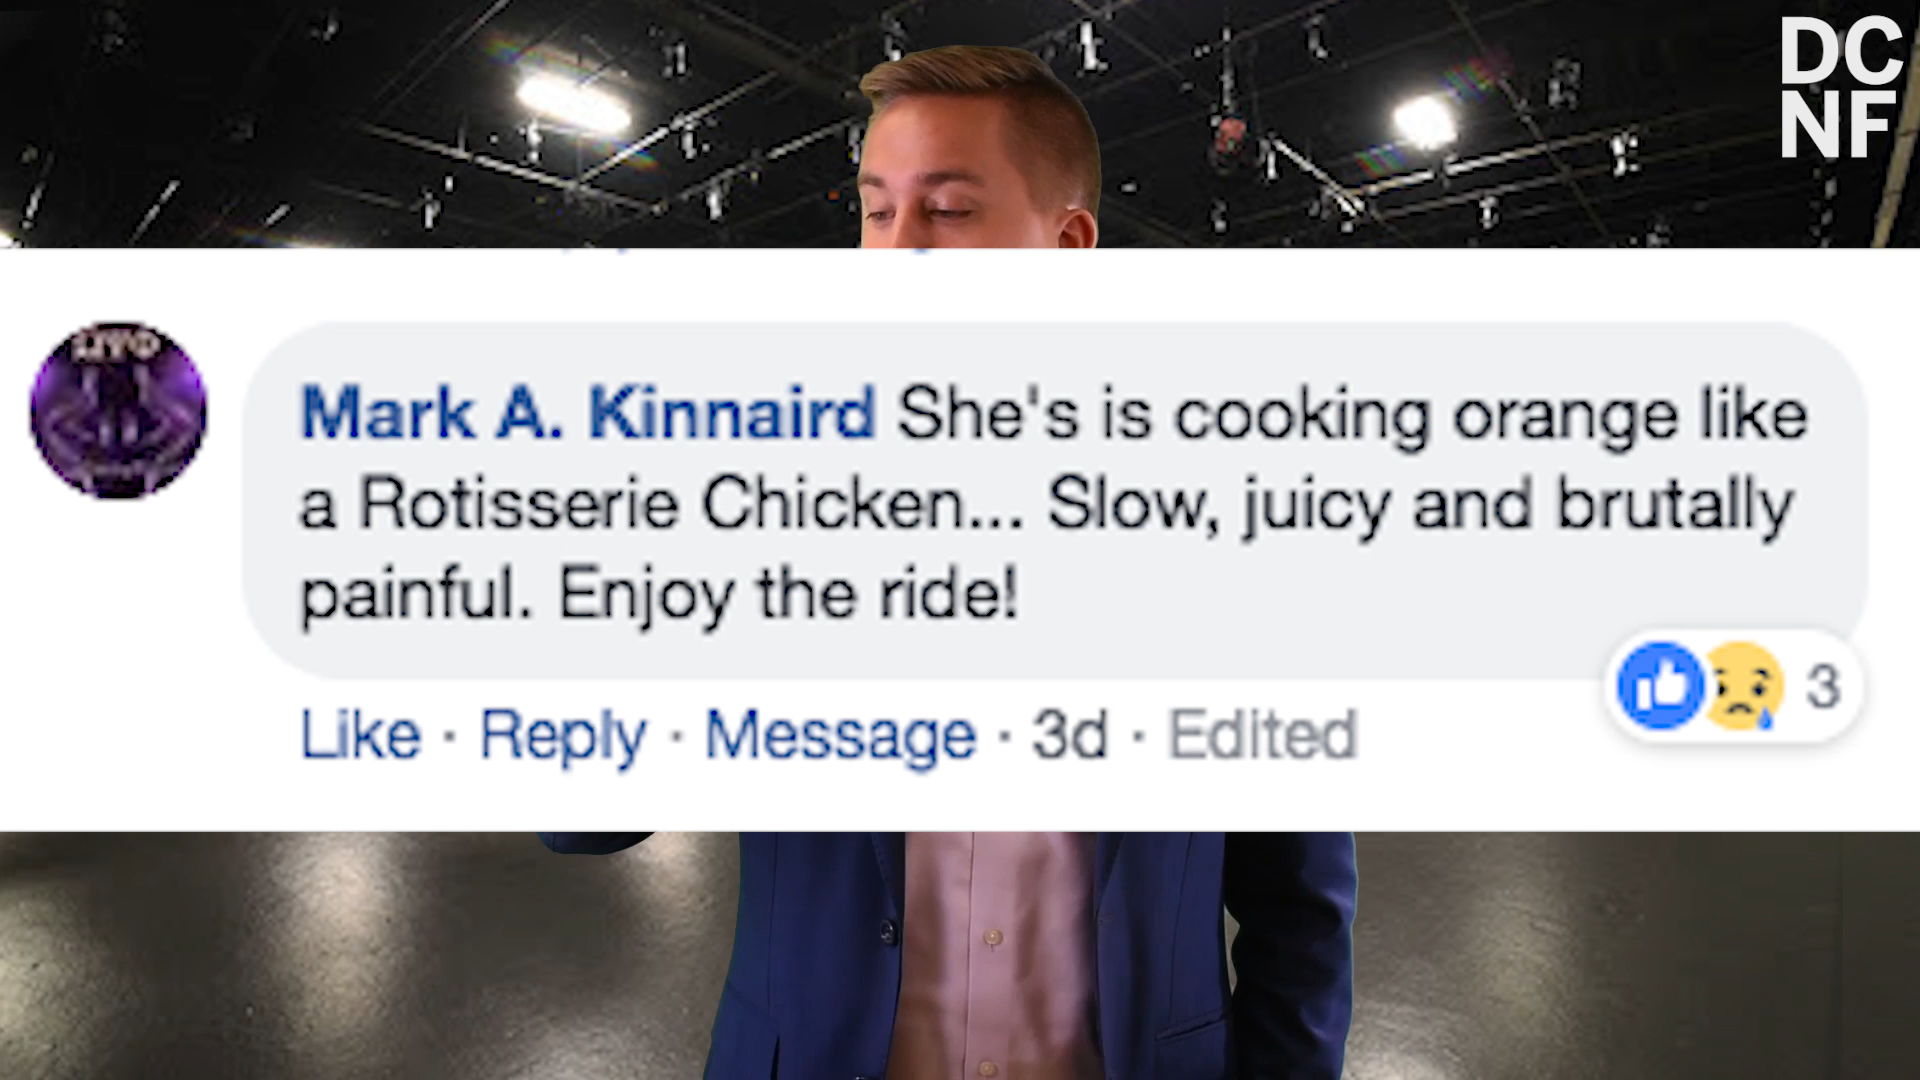 DC
NF
Mark A. Kinnaird She's is cooking orange like
a Rotisserie Chicken... Slow, juicy and brutally
painful. Enjoy the ride!
3
Like · Reply · Message · 3d · Edited